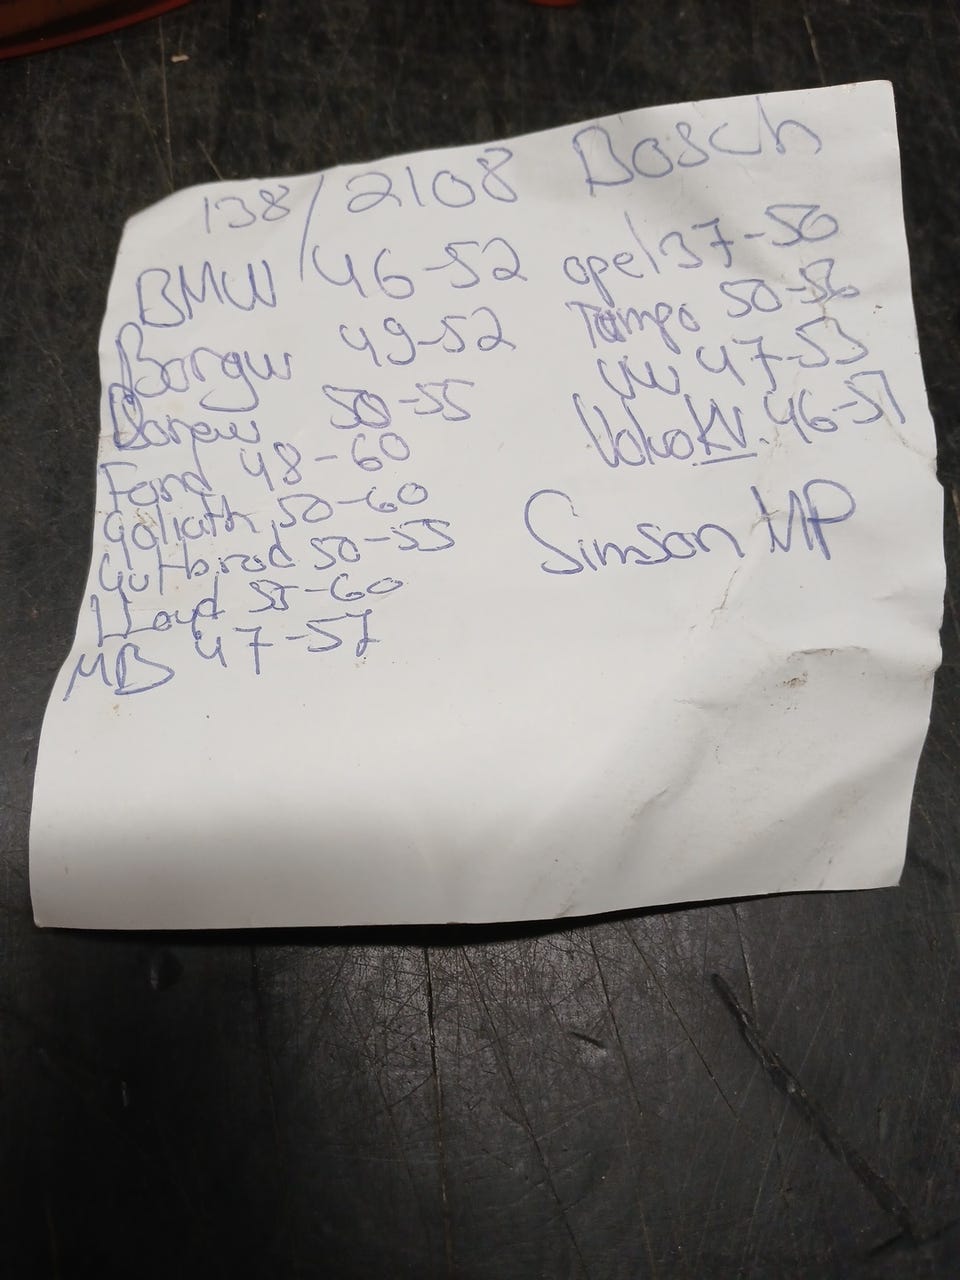 138/2108 Bosch
BMW 46-52
Borgw 49-52
50-55
Ford 48-60
Goliath 50-60
Gutbrod 50-55
LLoyd 55-60
MB 47-57
opel 37-50
Tempo 50-56
VW 47-53
Volvo KV. 46-57
Simson MP